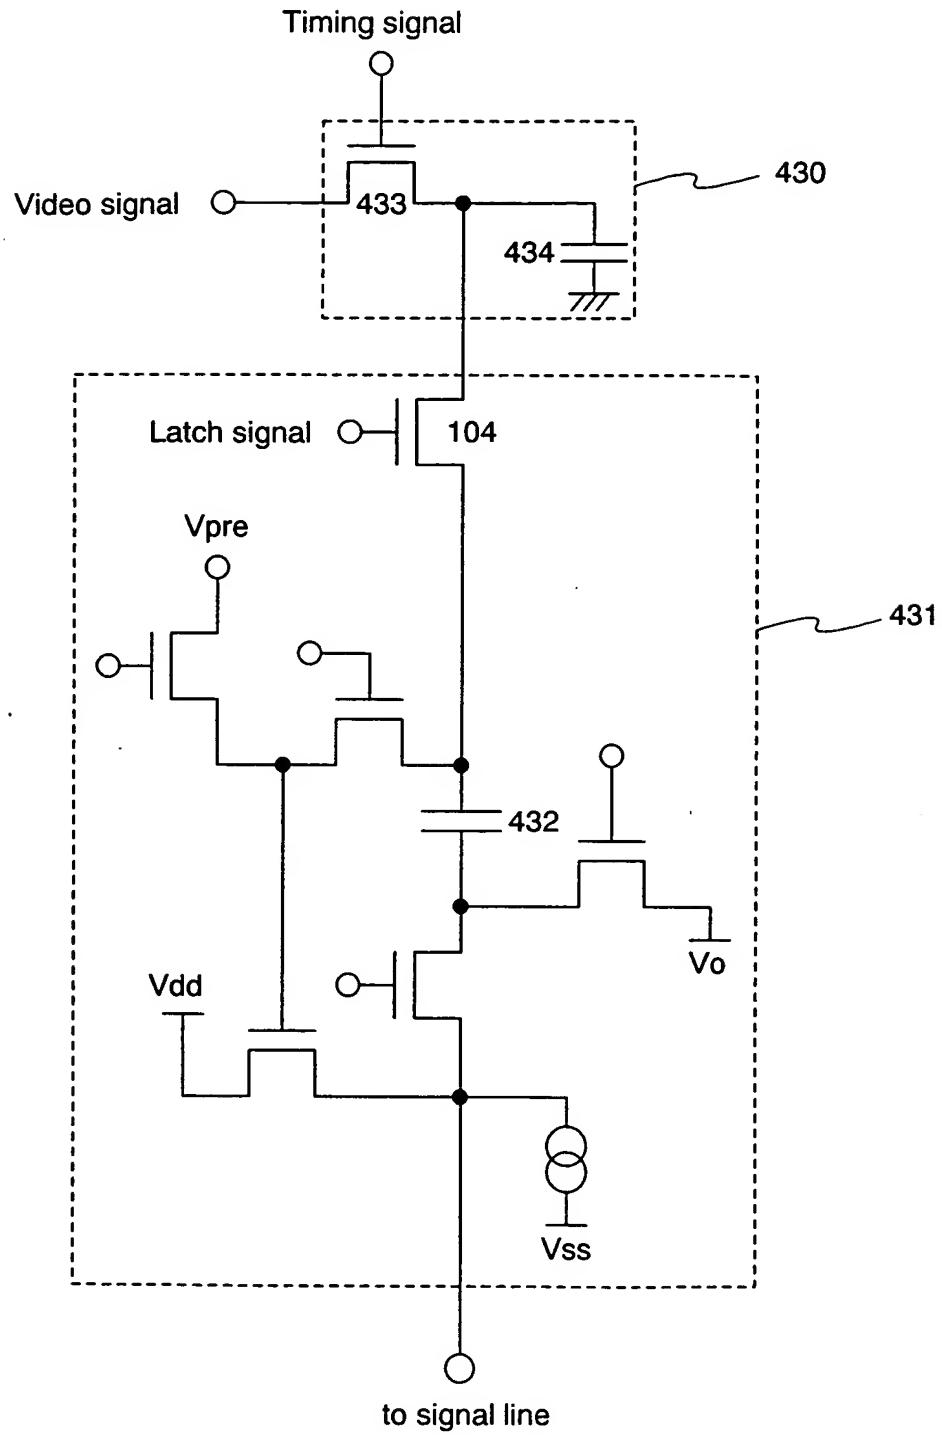 Timing signal
430
Video signal
433
434
Latch signal
104
Vpre
431
432
Vo
Vdd
Vss
to signal line